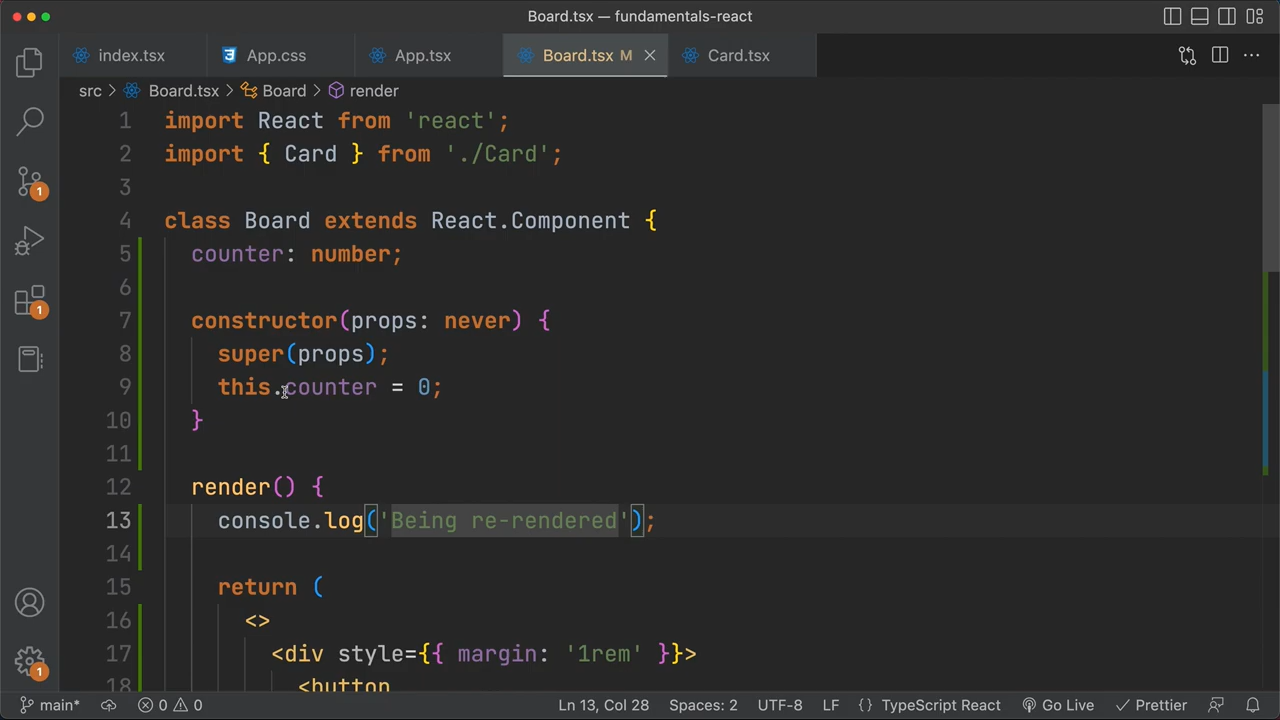 Board.tsx — fundamentals-react
index.tsx App.css App.tsx Board.tsx M Card.tsx
src > Board.tsx > Board > render
1 import React from 'react';
2 import { Card } from './Card';
3
4 class Board extends React.Component {
5 counter: number;
6
7 constructor(props: never) {
8 super(props);
9 this.counter = 0;
10 }
11
12 render() {
13 console.log('Being re-rendered');
14
15 return (
16 <>
17 <div style={{ margin: '1rem' }}>
18 <button
1
1
1
main* 0 0 Ln 13, Col 28 Spaces: 2 UTF-8 LF {} TypeScript React Go Live Prettier